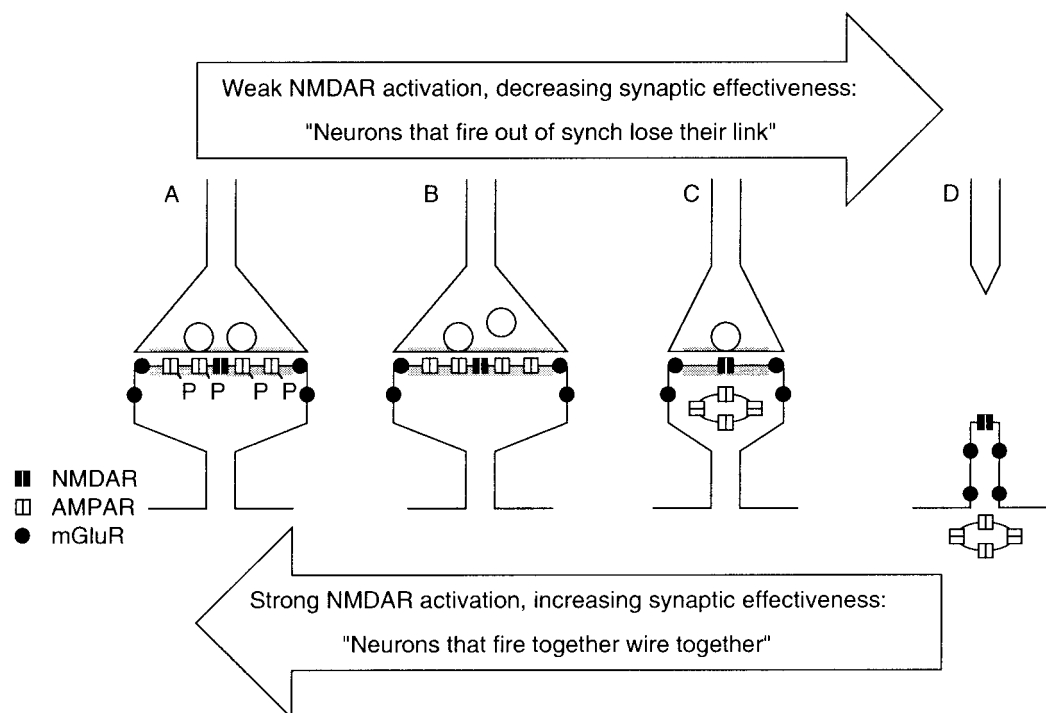 Weak NMDAR activation, decreasing synaptic effectiveness:
"Neurons that fire out of synch lose their link"
A
B
C
D
P P P P
NMDAR
AMPAR
mGluR
Strong NMDAR activation, increasing synaptic effectiveness:
"Neurons that fire together wire together"